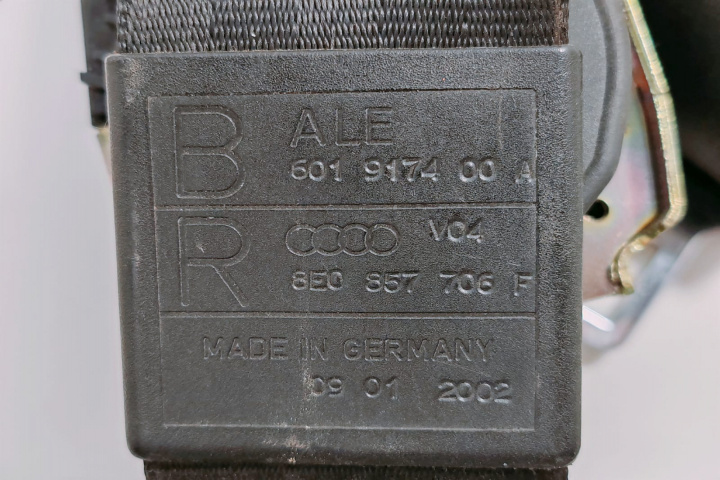 B ALE
601 9174 00 A
R V04
8E0 857 706 F
MADE IN GERMANY
09 01 2002